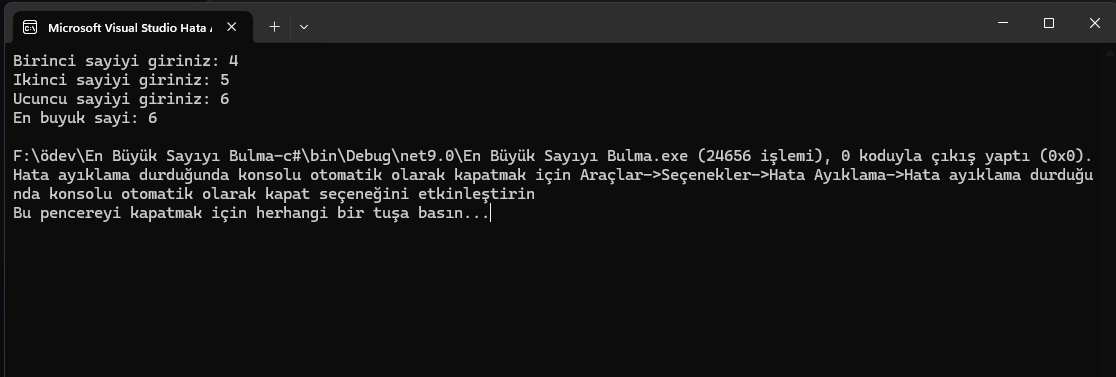 Microsoft Visual Studio Hata A
Birinci sayiyi giriniz: 4
Ikinci sayiyi giriniz: 5
Ucuncu sayiyi giriniz: 6
En buyuk sayi: 6
F:\ödev\En Büyük Sayıyı Bulma-c#\bin\Debug\net9.0\En Büyük Sayıyı Bulma.exe (24656 işlemi), 0 koduyla çıkış yaptı (0x0).
Hata ayıklama durduğunda konsolu otomatik olarak kapatmak için Araçlar->Seçenekler->Hata Ayıklama->Hata ayıklama durduğu
nda konsolu otomatik olarak kapat seçeneğini etkinleştirin
Bu pencereyi kapatmak için herhangi bir tuşa basın...